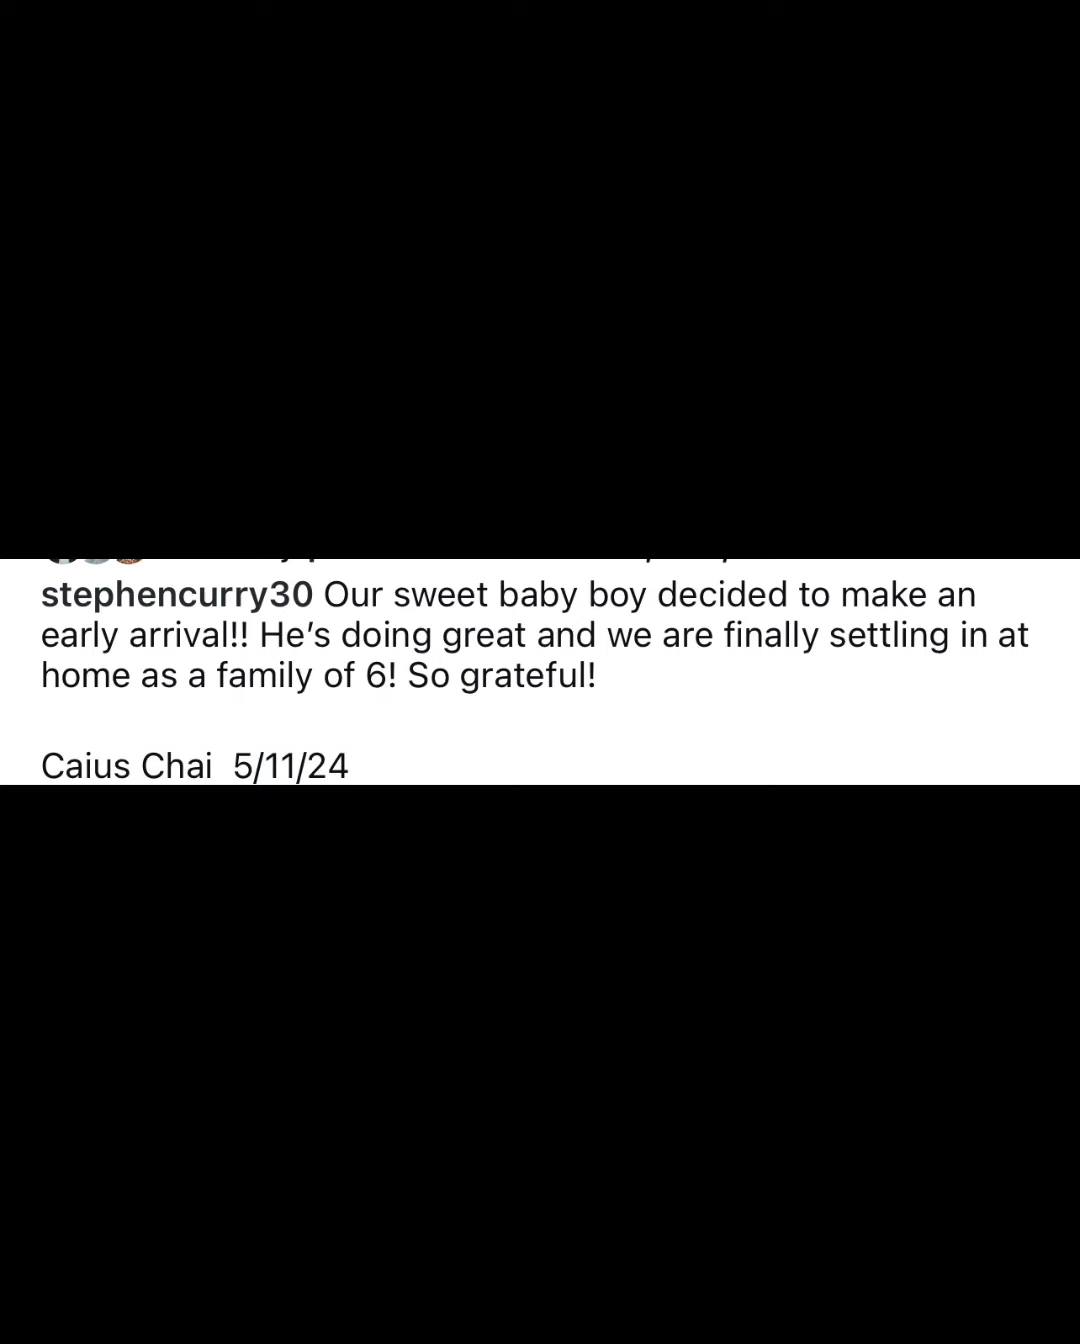 stephencurry30 Our sweet baby boy decided to make an
early arrival!! He’s doing great and we are finally settling in at
home as a family of 6! So grateful!
Caius Chai  5/11/24